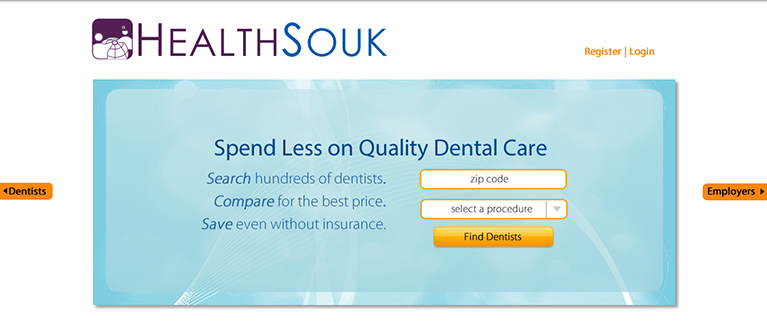 HEALTHSOUK
Register | Login
Spend Less on Quality Dental Care
Search hundreds of dentists.
Compare for the best price.
Save even without insurance.
zip code
select a procedure
Find Dentists
Dentists
Employers